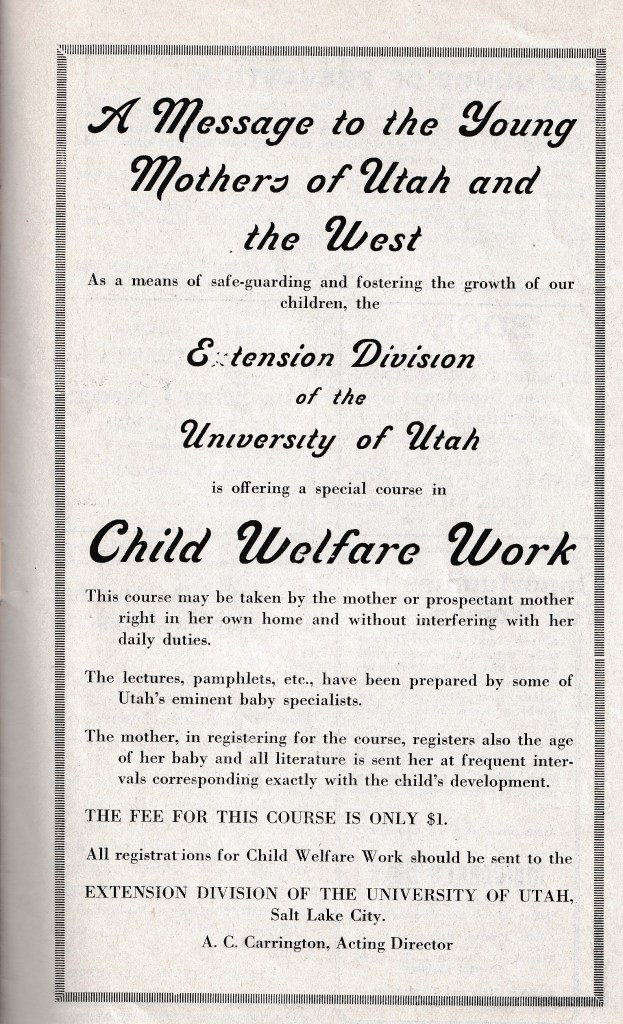 A Message to the Young
Mothers of Utah and
the West
As a means of safe-guarding and fostering the growth of our
children, the
Extension Division
of the
University of Utah
is offering a special course in
Child Welfare Work
This course may be taken by the mother or prospectant mother
right in her own home and without interfering with her
daily duties.
The lectures, pamphlets, etc., have been prepared by some of
Utah's eminent baby specialists.
The mother, in registering for the course, registers also the age
of her baby and all literature is sent her at frequent inter-
vals corresponding exactly with the child's development.
THE FEE FOR THIS COURSE IS ONLY $1.
All registrations for Child Welfare Work should be sent to the
EXTENSION DIVISION OF THE UNIVERSITY OF UTAH,
Salt Lake City.
A. C. Carrington, Acting Director